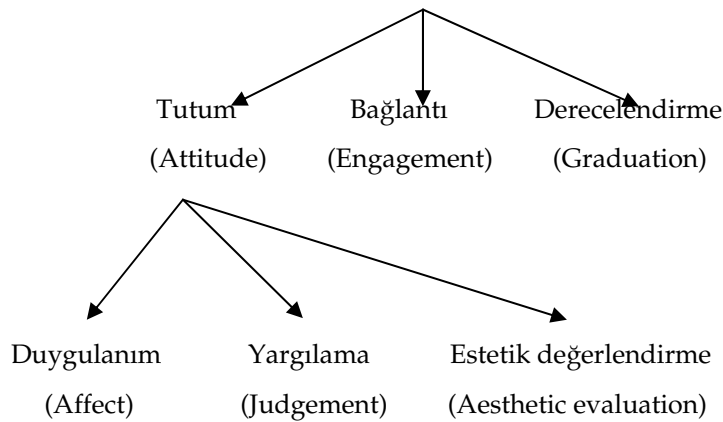 Tutum Bağlantı Derecelendirme
(Attitude) (Engagement) (Graduation)
Duygulanım Yargılama Estetik değerlendirme
(Affect) (Judgement) (Aesthetic evaluation)